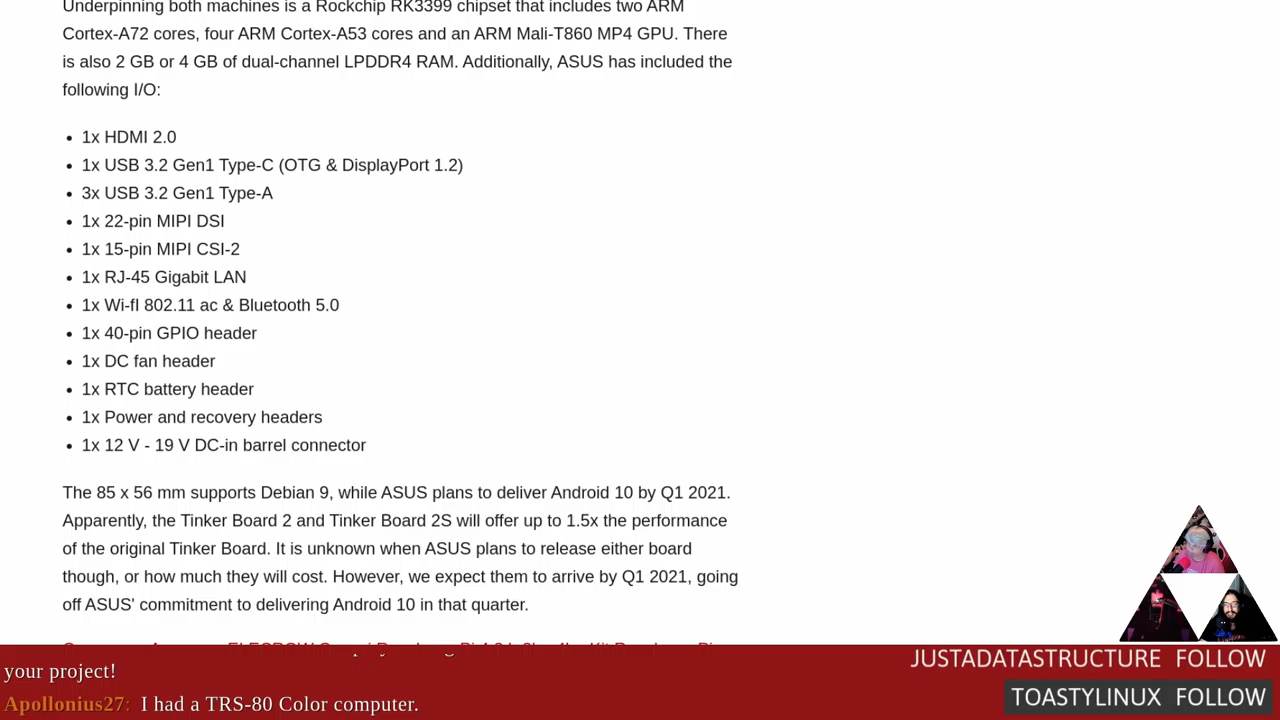 Underpinning both machines is a Rockchip RK3399 chipset that includes two ARM
Cortex-A72 cores, four ARM Cortex-A53 cores and an ARM Mali-T860 MP4 GPU. There
is also 2 GB or 4 GB of dual-channel LPDDR4 RAM. Additionally, ASUS has included the
following I/O:
• 1x HDMI 2.0
• 1x USB 3.2 Gen1 Type-C (OTG & DisplayPort 1.2)
• 3x USB 3.2 Gen1 Type-A
• 1x 22-pin MIPI DSI
• 1x 15-pin MIPI CSI-2
• 1x RJ-45 Gigabit LAN
• 1x Wi-fI 802.11 ac & Bluetooth 5.0
• 1x 40-pin GPIO header
• 1x DC fan header
• 1x RTC battery header
• 1x Power and recovery headers
• 1x 12 V - 19 V DC-in barrel connector
The 85 x 56 mm supports Debian 9, while ASUS plans to deliver Android 10 by Q1 2021.
Apparently, the Tinker Board 2 and Tinker Board 2S will offer up to 1.5x the performance
of the original Tinker Board. It is unknown when ASUS plans to release either board
though, or how much they will cost. However, we expect them to arrive by Q1 2021, going
off ASUS' commitment to delivering Android 10 in that quarter.
your project!
Apollonius27: I had a TRS-80 Color computer.
JUSTADATASTRUCTURE FOLLOW
TOASTYLINUX FOLLOW